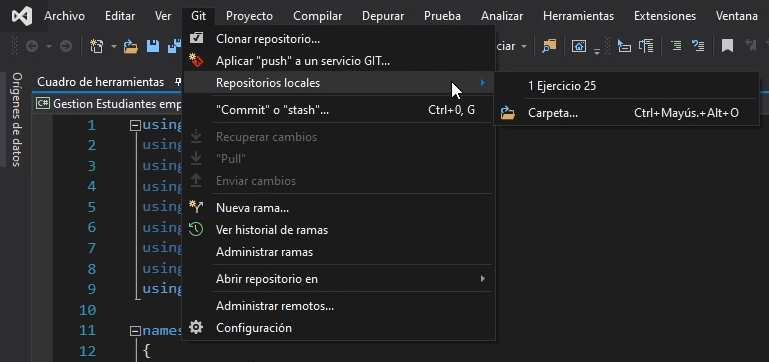 Archivo Editar Ver Git Proyecto Compilar Depurar Prueba Analizar Herramientas Extensiones Ventana
Clonar repositorio...
Aplicar "push" a un servicio GIT...
Repositorios locales
1 Ejercicio 25
Carpeta... Ctrl+Mayús.+Alt+O
"Commit" o "stash"... Ctrl+0, G
Recuperar cambios
"Pull"
Enviar cambios
Nueva rama...
Ver historial de ramas
Administrar ramas
Abrir repositorio en
Administrar remotos...
Configuración
Orígenes de datos
Cuadro de herramientas
C# Gestion Estudiantes
1 using
2 using
3 using
4 using
5 using
6 using
7 using
8 using
9 using
10
11
12 {